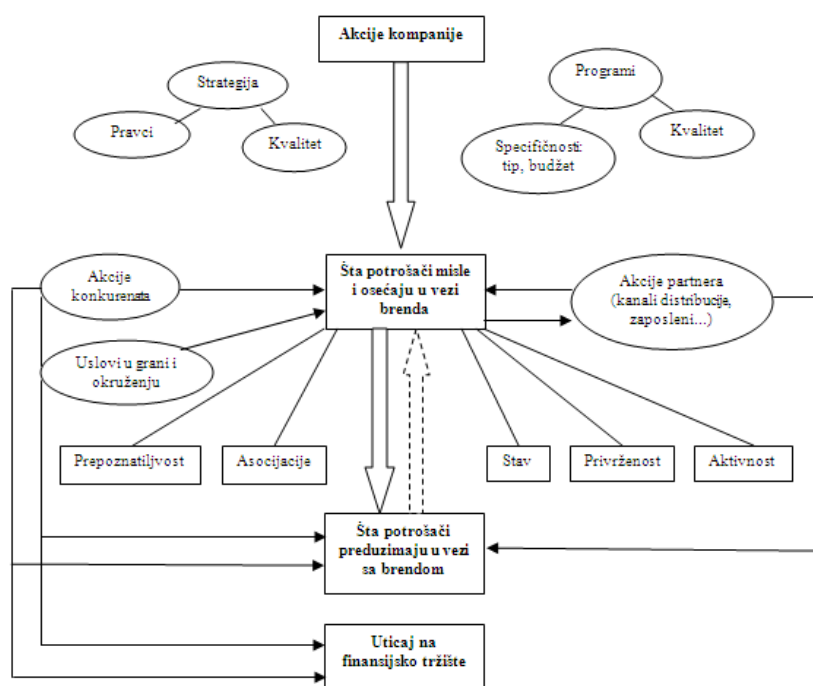 Akcije kompanije
Strategija
Pravci
Kvalitet
Programi
Specifičnosti:
tip, budžet
Kvalitet
Akcije
konkurenata
Šta potrošači misle
i osećaju u vezi
brenda
Akcije partnera
(kanali distribucije,
zaposleni...)
Uslovi u grani i
okruženju
Prepoznatiljvost
Asocijacije
Stav
Privrženost
Aktivnost
Šta potrošači
preduzimaju u vezi
sa brendom
Uticaj na
finansijsko tržište